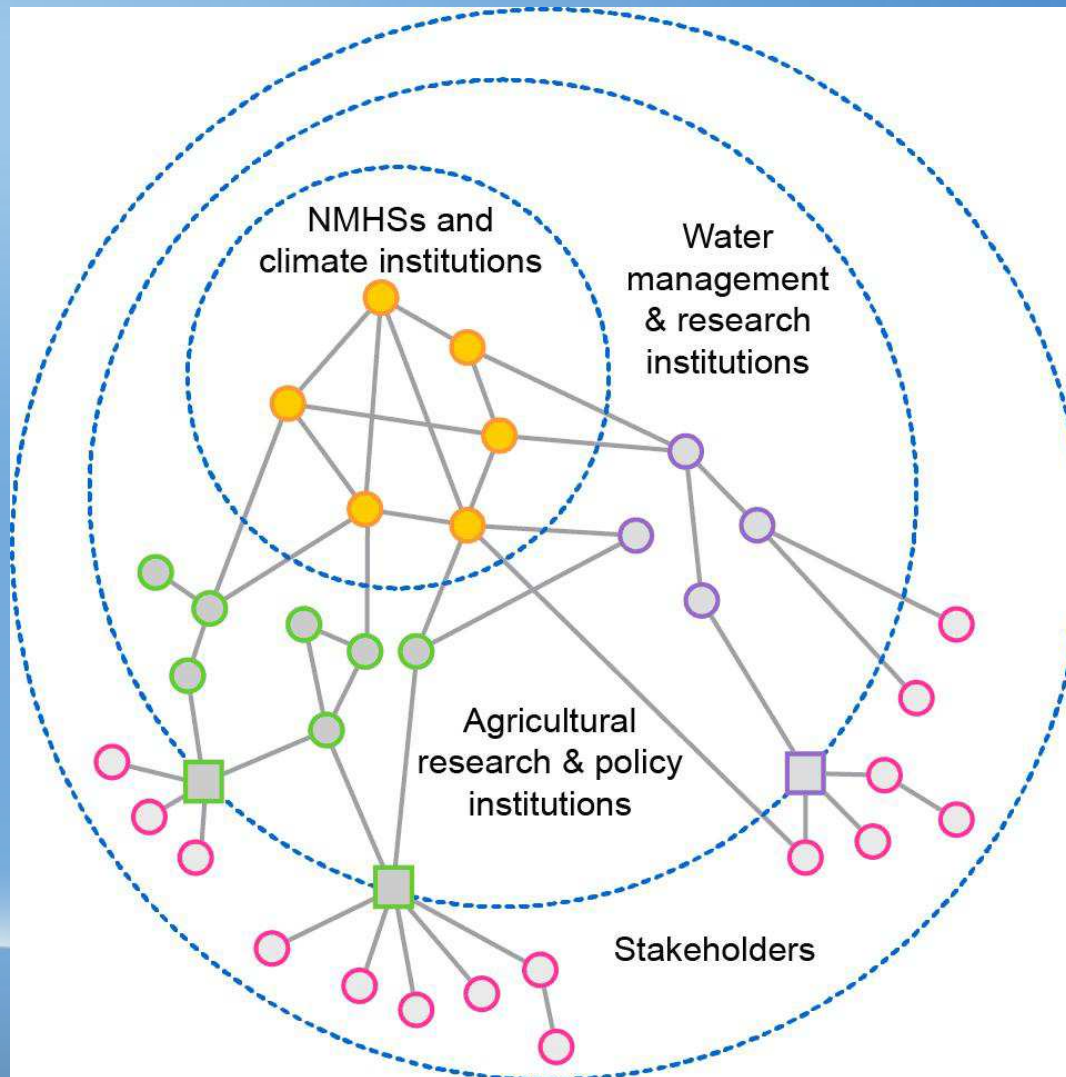 NMHSs and
climate institutions
Water
management
& research
institutions
Agricultural
research & policy
institutions
Stakeholders